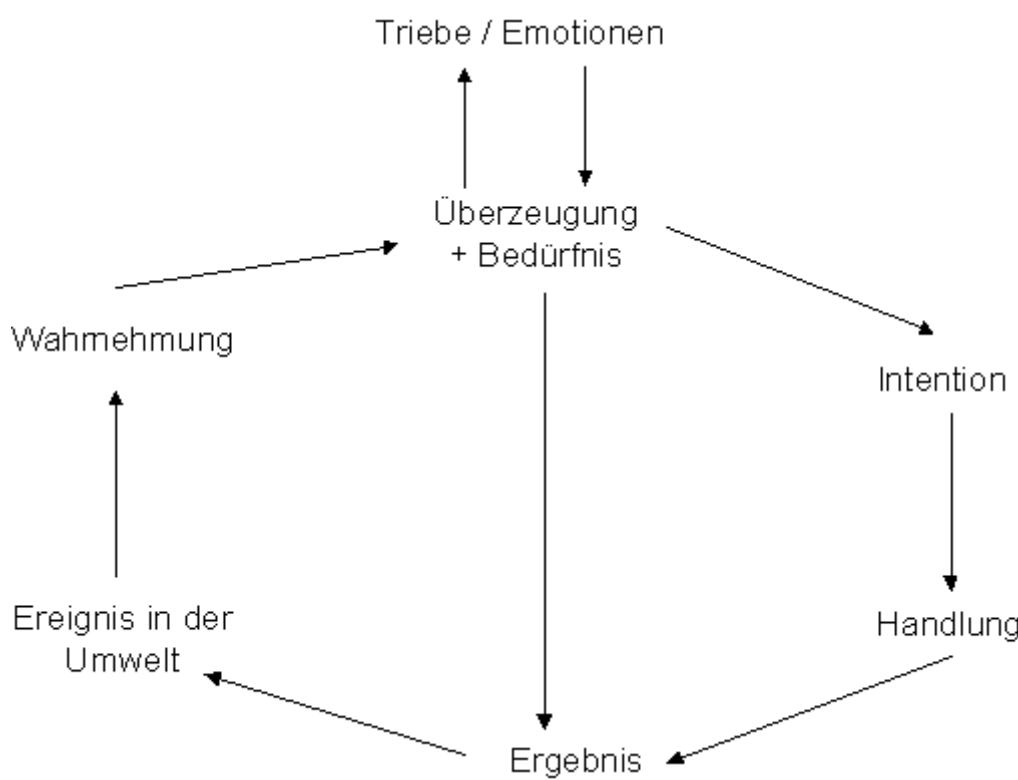 Triebe / Emotionen
Überzeugung
+ Bedürfnis
Wahrnehmung
Intention
Ereignis in der
Umwelt
Handlung
Ergebnis